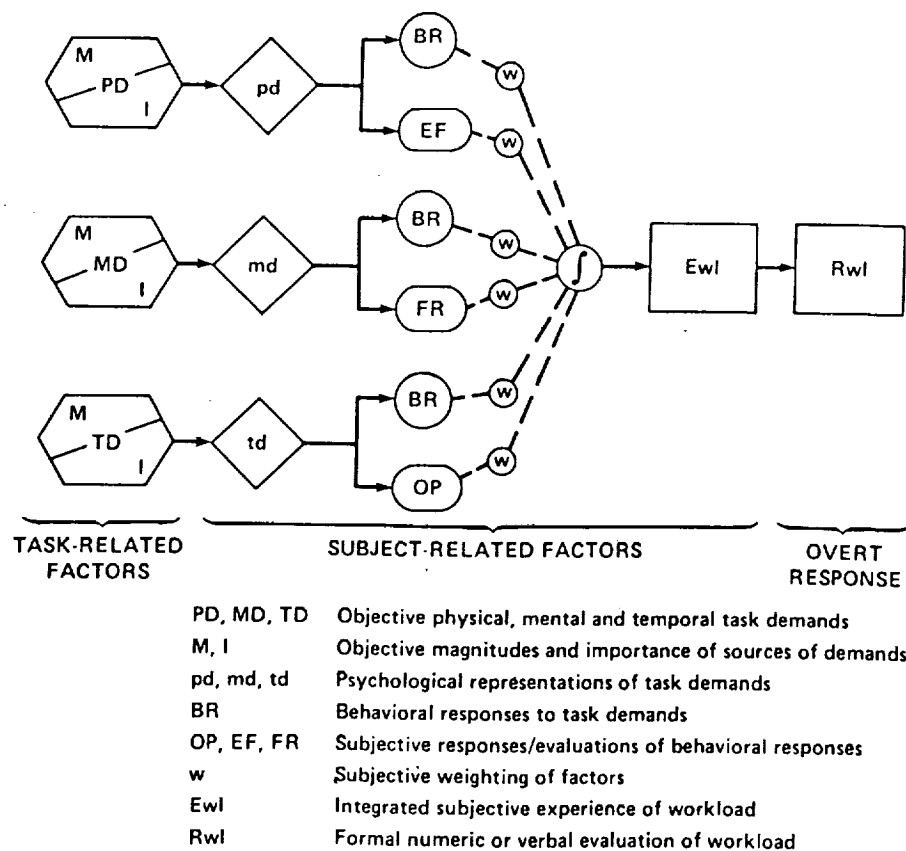 M
PD
I
pd
BR
w
EF
w
M
MD
I
md
BR
w
FR
w
∫
Ewl
Rwl
M
TD
I
td
BR
w
OP
w
TASK-RELATED
FACTORS
SUBJECT-RELATED FACTORS
OVERT
RESPONSE
PD, MD, TD Objective physical, mental and temporal task demands
M, I Objective magnitudes and importance of sources of demands
pd, md, td Psychological representations of task demands
BR Behavioral responses to task demands
OP, EF, FR Subjective responses/evaluations of behavioral responses
w Subjective weighting of factors
Ewl Integrated subjective experience of workload
Rwl Formal numeric or verbal evaluation of workload